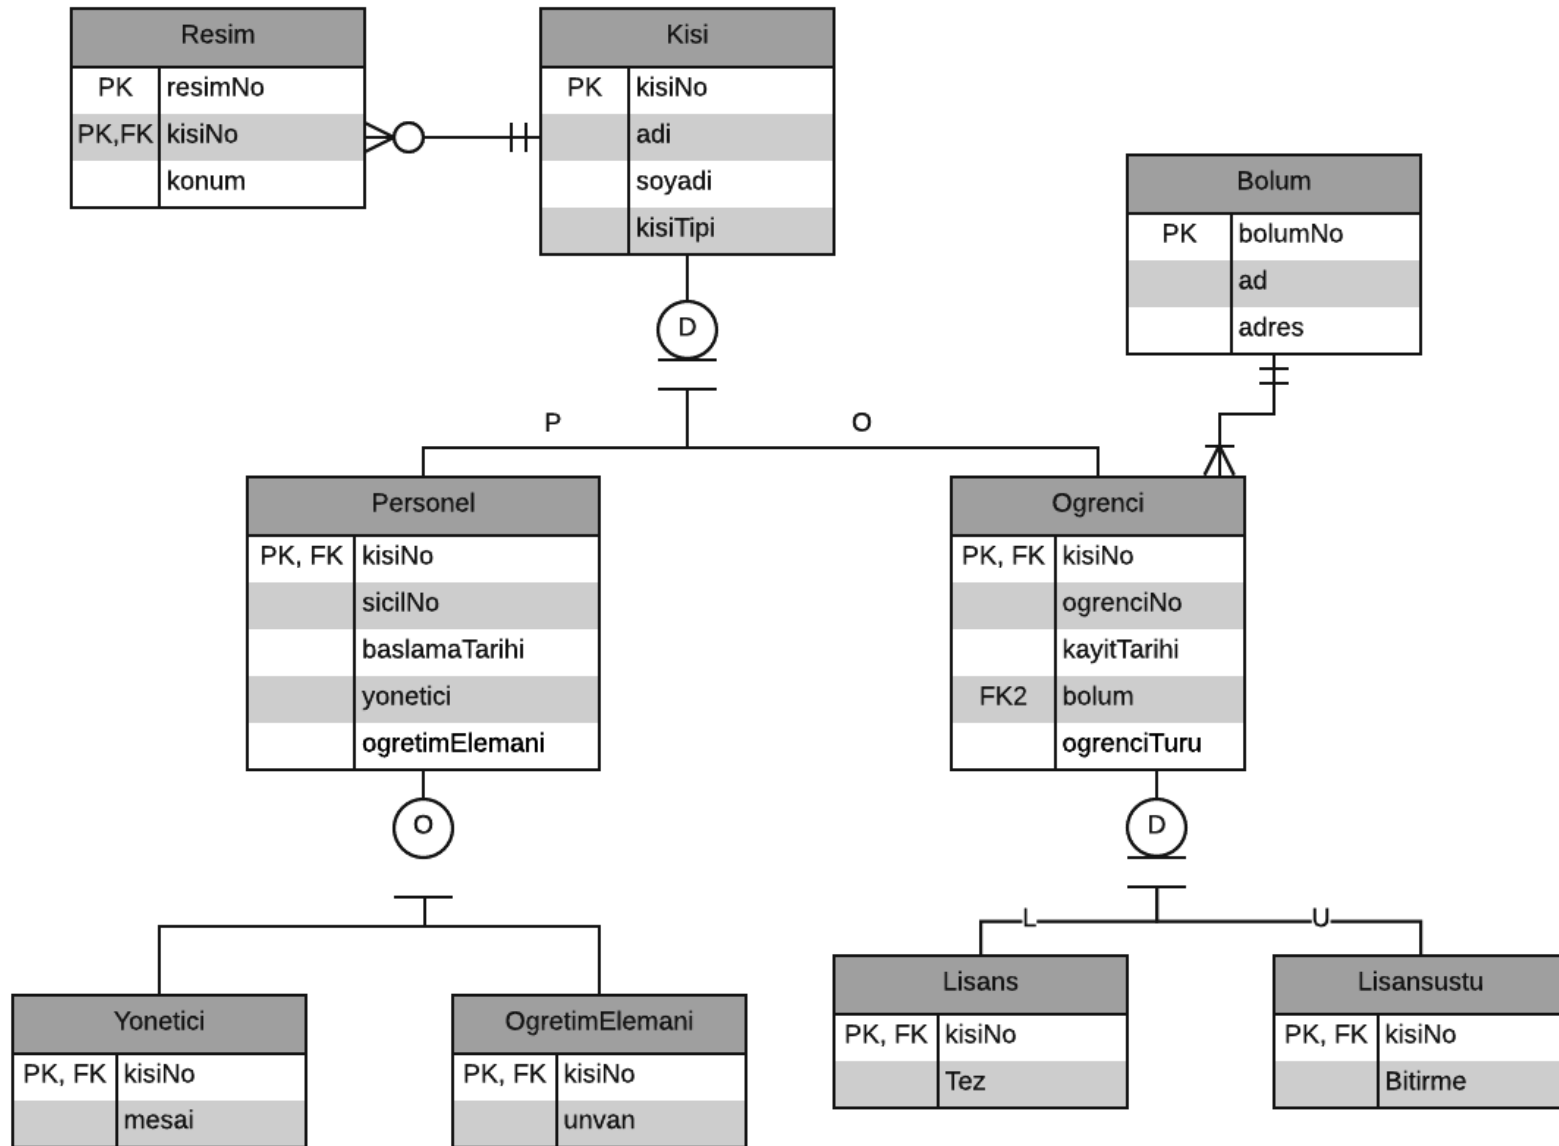 Resim
PK resimNo
PK,FK kisiNo
konum
Kisi
PK kisiNo
adi
soyadi
kisiTipi
Bolum
PK bolumNo
ad
adres
D
P
O
Personel
PK, FK kisiNo
sicilNo
baslamaTarihi
yonetici
ogretimElemani
Ogrenci
PK, FK kisiNo
ogrenciNo
kayitTarihi
FK2 bolum
ogrenciTuru
O
D
L
U
Yonetici
PK, FK kisiNo
mesai
OgretimElemani
PK, FK kisiNo
unvan
Lisans
PK, FK kisiNo
Tez
Lisansustu
PK, FK kisiNo
Bitirme